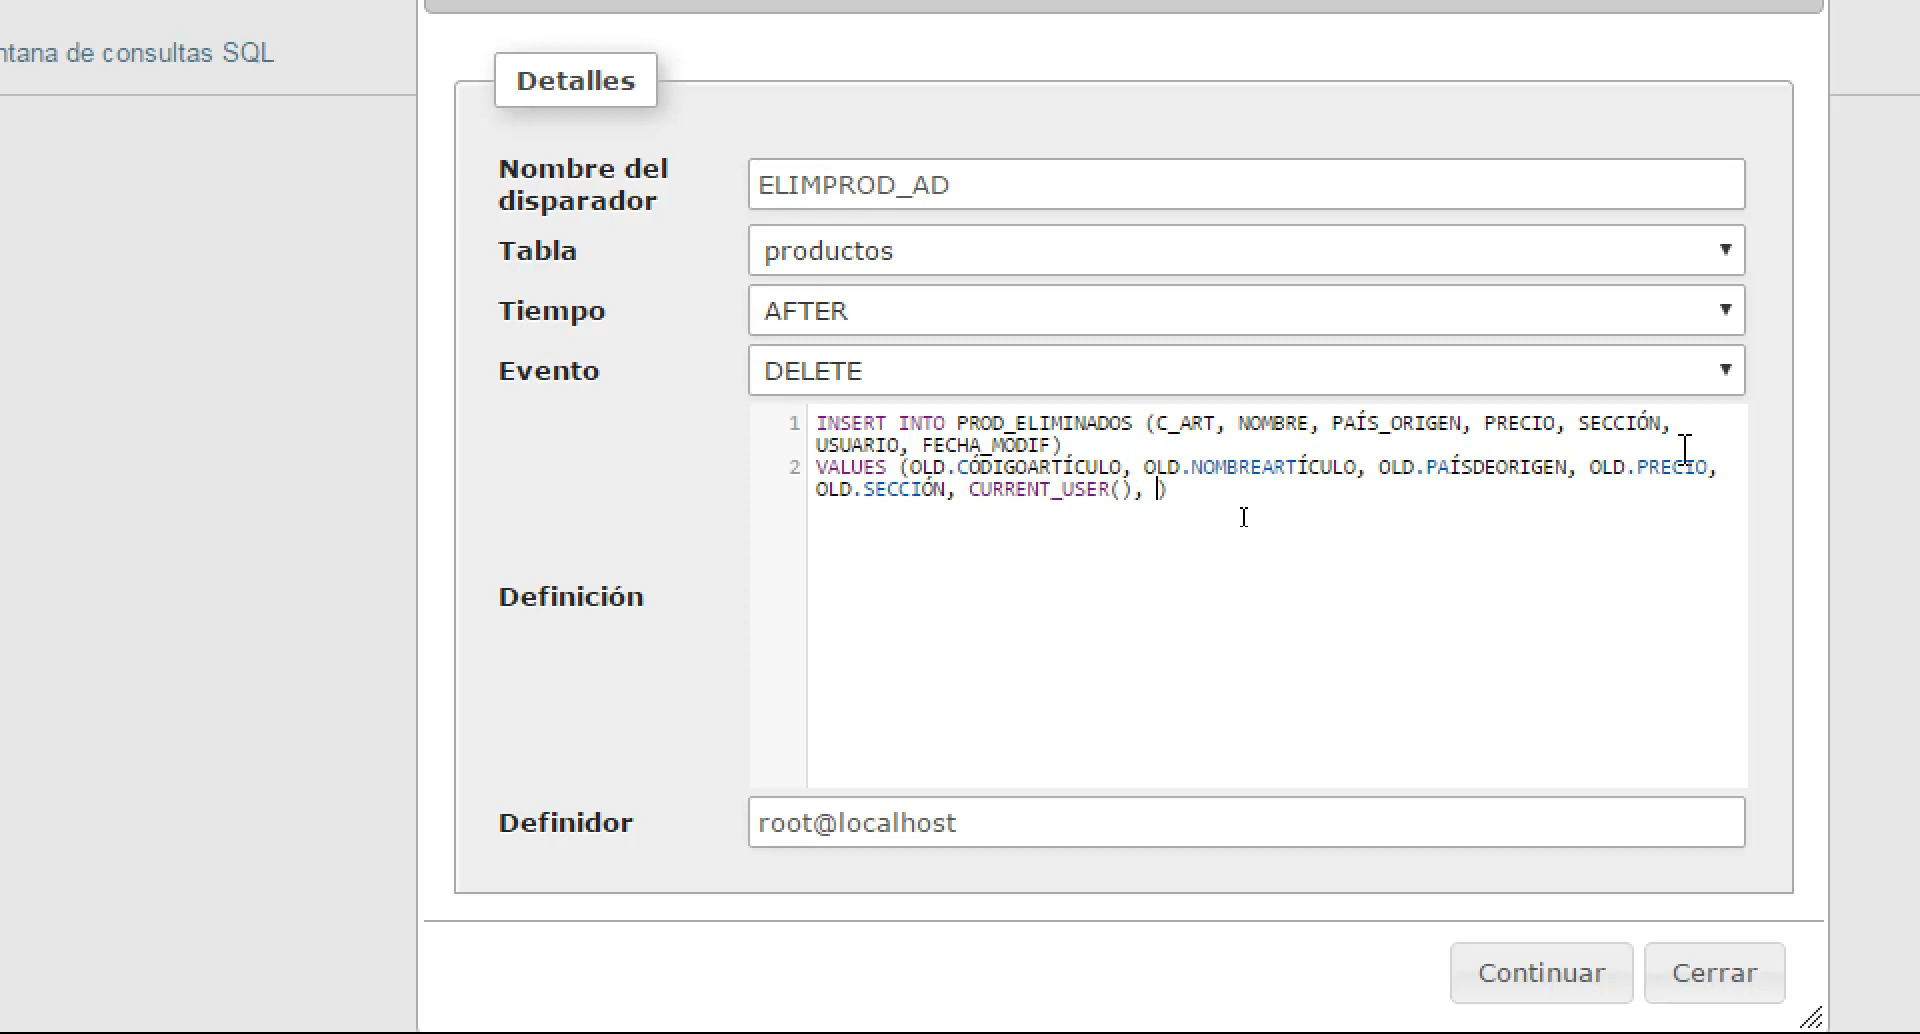 ntana de consultas SQL
Detalles
Nombre del
disparador
ELIMPROD_AD
Tabla
productos
Tiempo
AFTER
Evento
DELETE
Definición
1 INSERT INTO PROD_ELIMINADOS (C_ART, NOMBRE, PAÍS_ORIGEN, PRECIO, SECCIÓN,
USUARIO, FECHA_MODIF)
2 VALUES (OLD.CÓDIGOARTÍCULO, OLD.NOMBREARTÍCULO, OLD.PAÍSDEORIGEN, OLD.PRECIO,
OLD.SECCIÓN, CURRENT_USER(), )
Definidor
root@localhost
Continuar
Cerrar